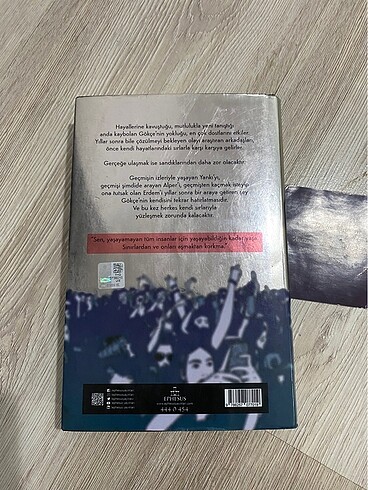 Hayallerine kavuştuğu, mutlulukla yeni tanıştığı
anda kaybolan Gökçe'nin yokluğu, en çok dostlarını etkiler.
Yıllar sonra bile çözülmeyi bekleyen olayı araştıran arkadaşları,
önce kendi hayatlarındaki sırlarla karşı karşıya gelirler.
Gerçeğe ulaşmak ise sandıklarından daha zor olacaktır.
Geçmişin izleriyle yaşayan Yankı'yı,
geçmişi şimdide arayan Alper'i, geçmişten kaçmak isteyip
ona tutsak olan Erdem'i yıllar sonra bir araya getiren şey
Gökçe'nin kendisini tekrar hatırlatmasıdır.
Ve bu kez herkes kendi sırlarıyla
yüzleşmek zorunda kalacaktır.
"Sen, yaşayamayan tüm insanlar için yaşayabildiğin kadar yaşa.
Sınırlardan ve onları aşmaktan korkma."
EPHESUS
444 0 454